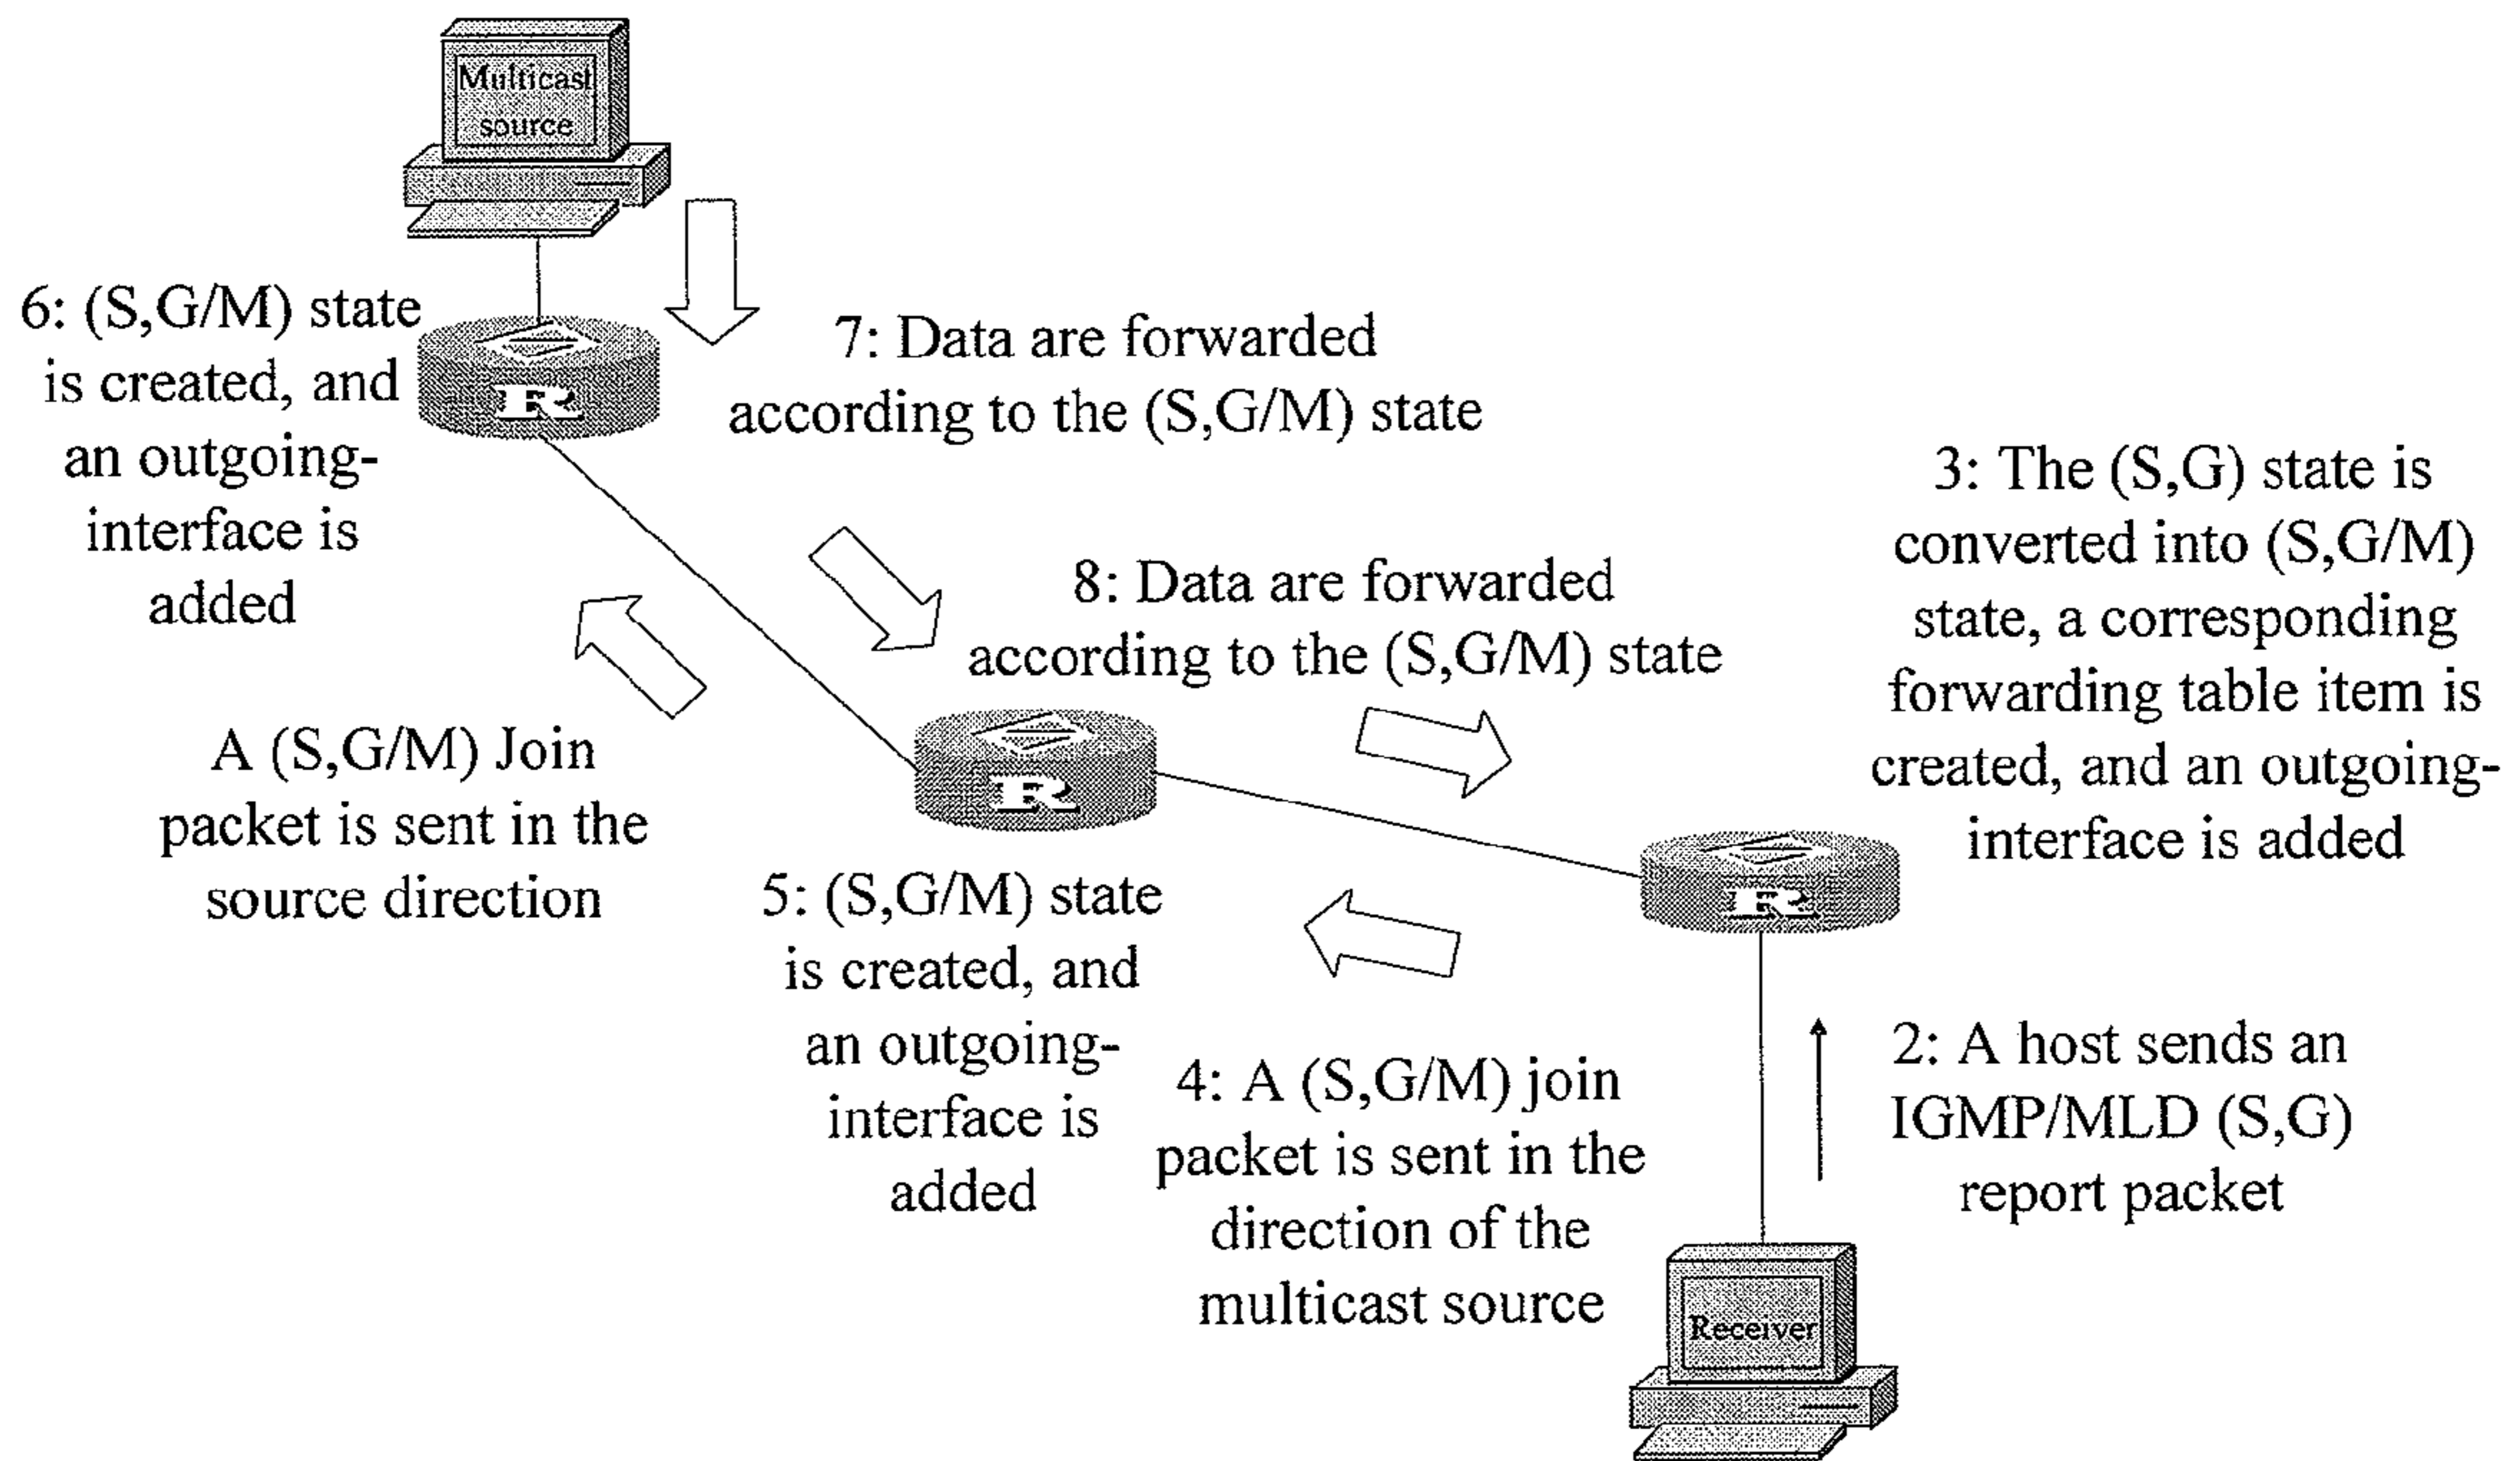 Multicast
source
6: (S,G/M) state
is created, and
an outgoing-
interface is
added
R
7: Data are forwarded
according to the (S,G/M) state
3: The (S,G) state is
converted into (S,G/M)
state, a corresponding
forwarding table item is
created, and an outgoing-
interface is added
8: Data are forwarded
according to the (S,G/M) state
A (S,G/M) Join
packet is sent in the
source direction
R
R
5: (S,G/M) state
is created, and
an outgoing-
interface is
added
4: A (S,G/M) join
packet is sent in the
direction of the
multicast source
2: A host sends an
IGMP/MLD (S,G)
report packet
Receiver